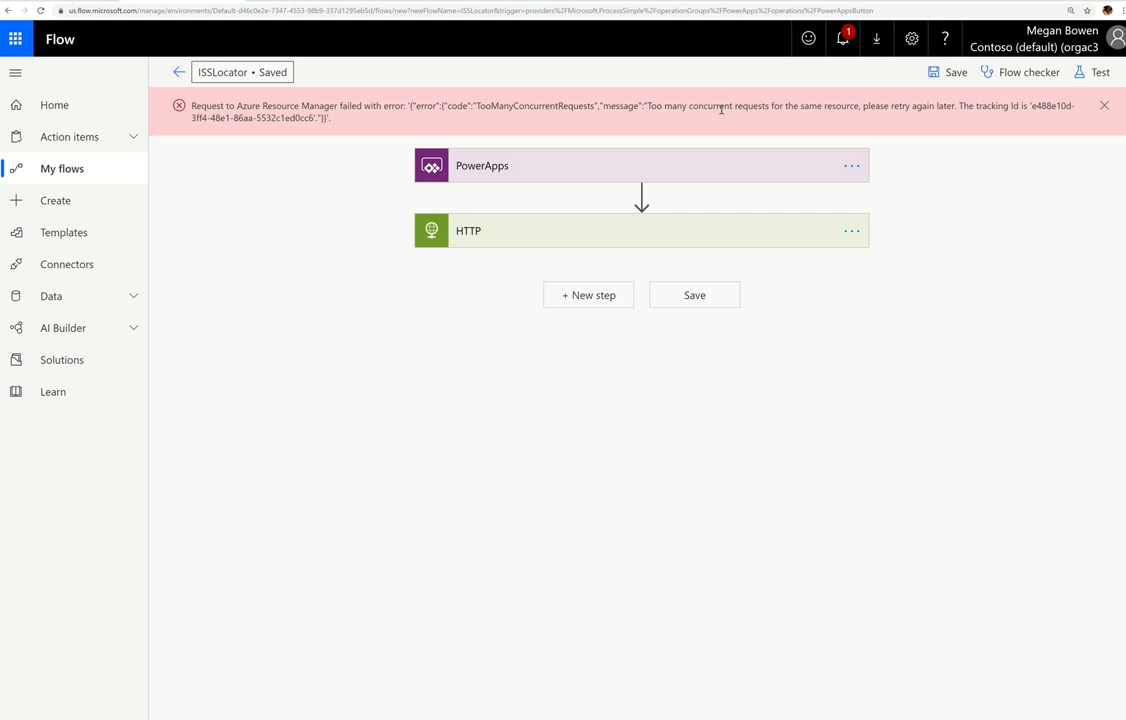 us.flow.microsoft.com/manage/environments/Default-d46c0e2e-7347-4553-98b9-337d1295eb5d/flows/new?newFlowName=ISSLocator&trigger=providers%2FMicrosoft.ProcessSimple%2FoperationGroups%2FPowerApps%2Foperations%2FPowerAppsButton
Flow
1
?
Megan Bowen
Contoso (default) (orgac3
ISSLocator • Saved
Save
Flow checker
Test
Request to Azure Resource Manager failed with error: '{"error":{"code":"TooManyConcurrentRequests","message":"Too many concurrent requests for the same resource, please retry again later. The tracking Id is 'e488e10d-
3ff4-48e1-86aa-5532c1ed0cc6'."}}'.
Home
Action items
My flows
Create
Templates
Connectors
Data
AI Builder
Solutions
Learn
PowerApps
HTTP
+ New step
Save